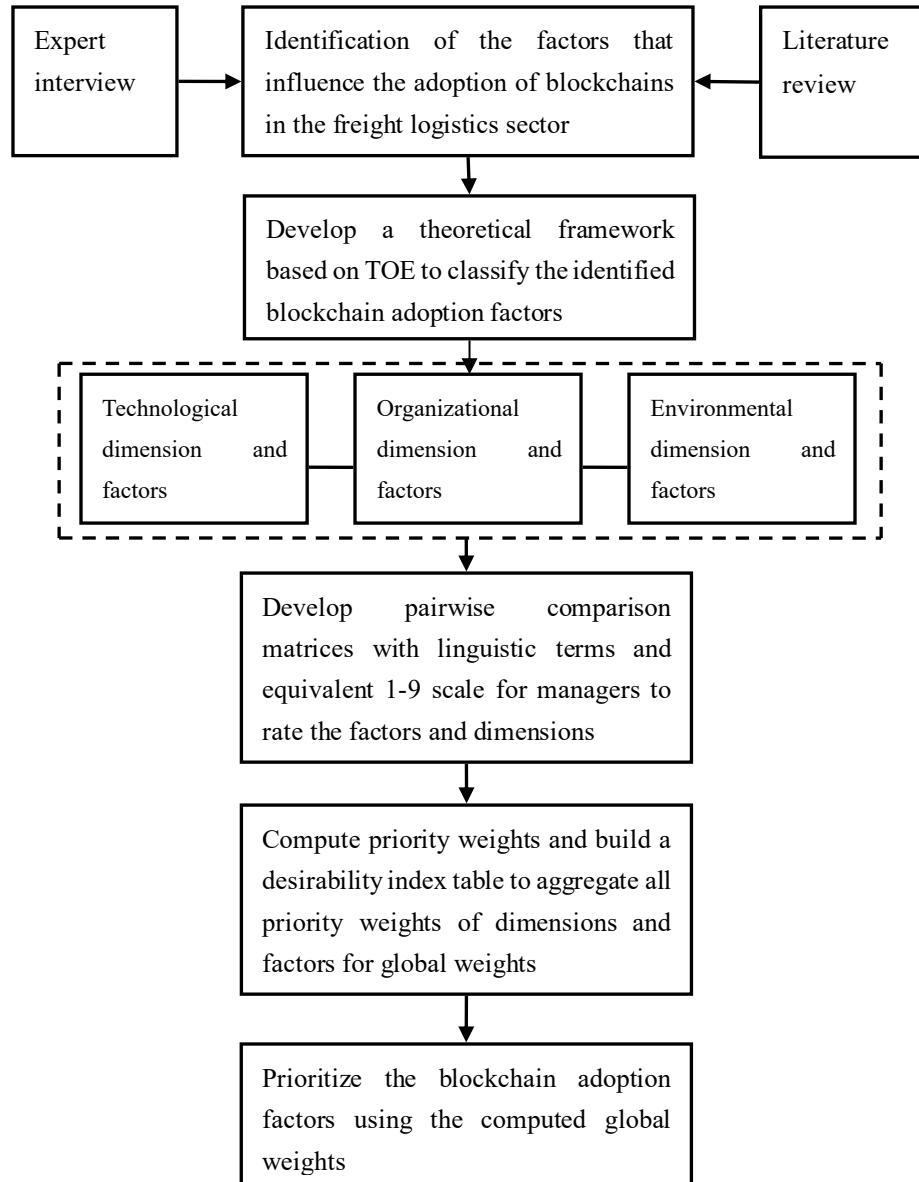 Expert
interview
Identification of the factors that
influence the adoption of blockchains
in the freight logistics sector
Literature
review
Develop a theoretical framework
based on TOE to classify the identified
blockchain adoption factors
Technological
dimension and
factors
Organizational
dimension and
factors
Environmental
dimension and
factors
Develop pairwise comparison
matrices with linguistic terms and
equivalent 1-9 scale for managers to
rate the factors and dimensions
Compute priority weights and build a
desirability index table to aggregate all
priority weights of dimensions and
factors for global weights
Prioritize the blockchain adoption
factors using the computed global
weights